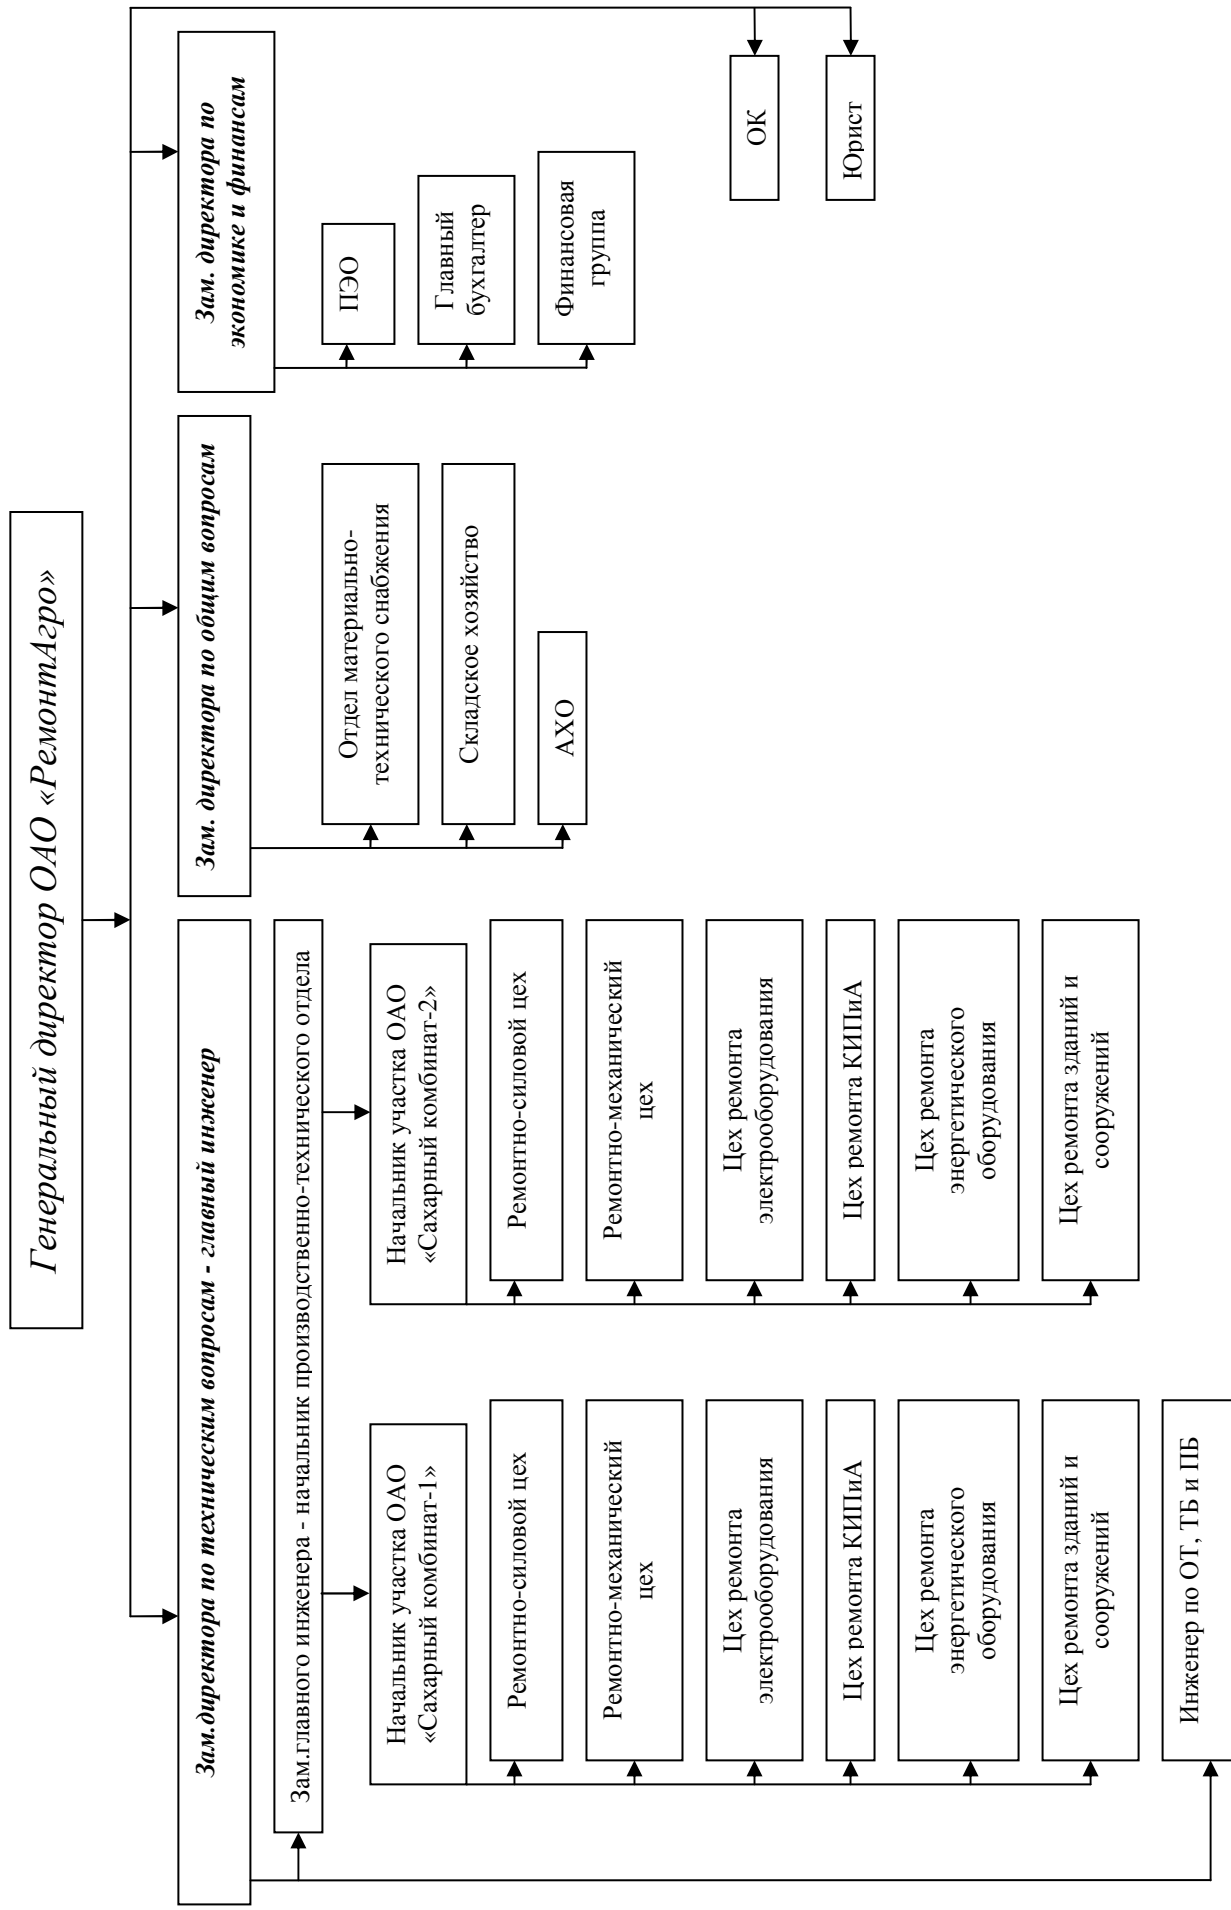 Генеральный директор ОАО «РемонтАгро»
Зам.директора по техническим вопросам - главный инженер
Зам.главного инженера - начальник производственно-технического отдела
Начальник участка ОАО
«Сахарный комбинат-1»
Ремонтно-силовой цех
Ремонтно-механический
цех
Цех ремонта
электрооборудования
Цех ремонта КИПиА
Цех ремонта
энергетического
оборудования
Цех ремонта зданий и
сооружений
Инженер по ОТ, ТБ и ПБ
Начальник участка ОАО
«Сахарный комбинат-2»
Ремонтно-силовой цех
Ремонтно-механический
цех
Цех ремонта
электрооборудования
Цех ремонта КИПиА
Цех ремонта
энергетического
оборудования
Цех ремонта зданий и
сооружений
Зам. директора по общим вопросам
Отдел материально-
технического снабжения
Складское хозяйство
АХО
Зам. директора по
экономике и финансам
ПЭО
Главный
бухгалтер
Финансовая
группа
ОК
Юрист